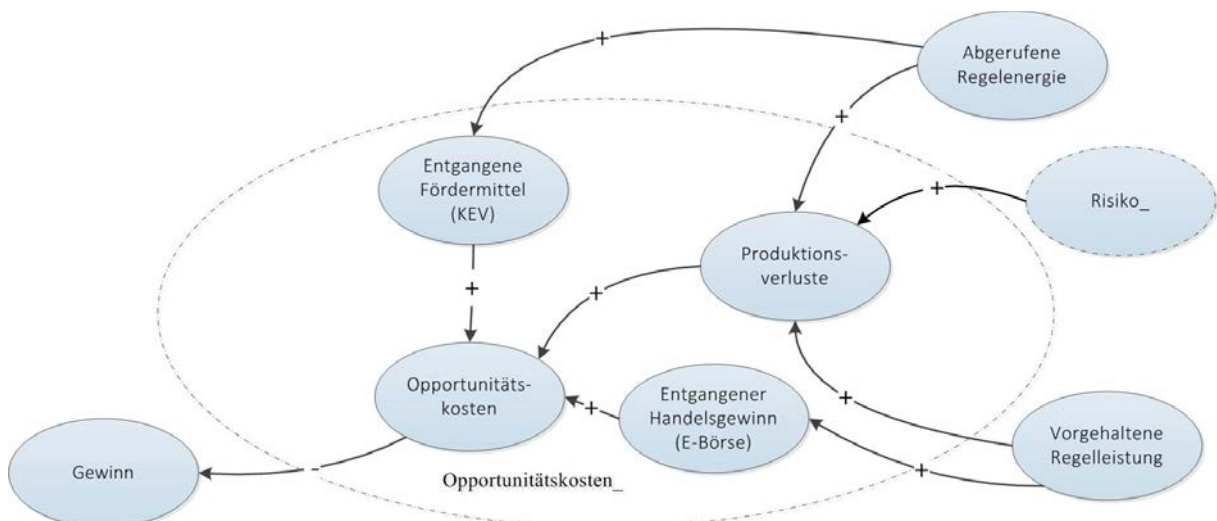 +
Abgerufene
Regelenergie
+
Entgangene
Fördermittel
(KEV)
+
Risiko_
Produktions-
verluste
+
+
Opportunitäts-
kosten
Entgangener
Handelsgewinn
(E-Börse)
+
+
Vorgehaltene
Regelleistung
Gewinn
-
+
Opportunitätskosten_